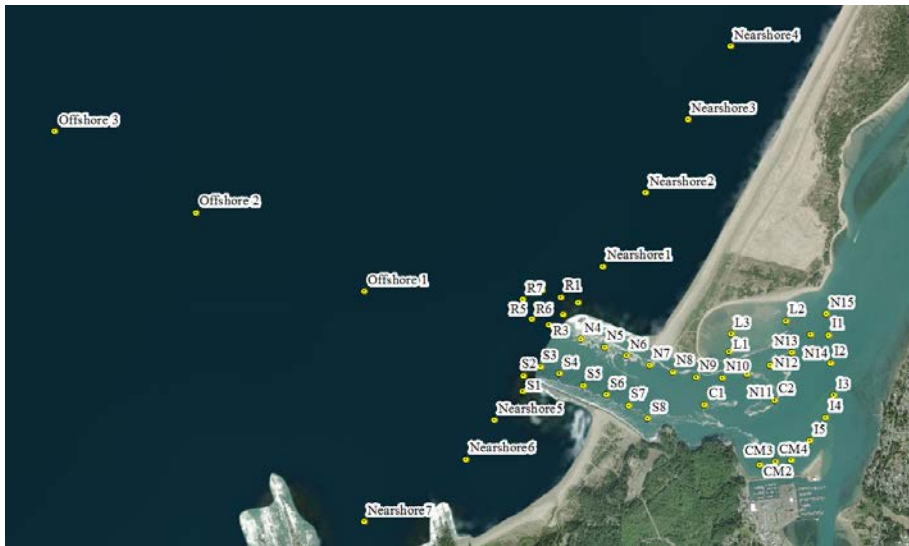 Nearshore4
Offshore 3
Nearshore3
Nearshore2
Offshore 2
Nearshore1
Offshore 1
R7
R1
R5
R6
R3
N4
N5
N6
N7
N8
N9
N10
N11
N12
N13
N14
N15
L2
L3
L1
I1
I2
I3
I4
I5
S3
S2
S4
S1
S5
S6
S7
S8
C1
C2
Nearshore5
Nearshore6
CM3
CM4
CM2
Nearshore7